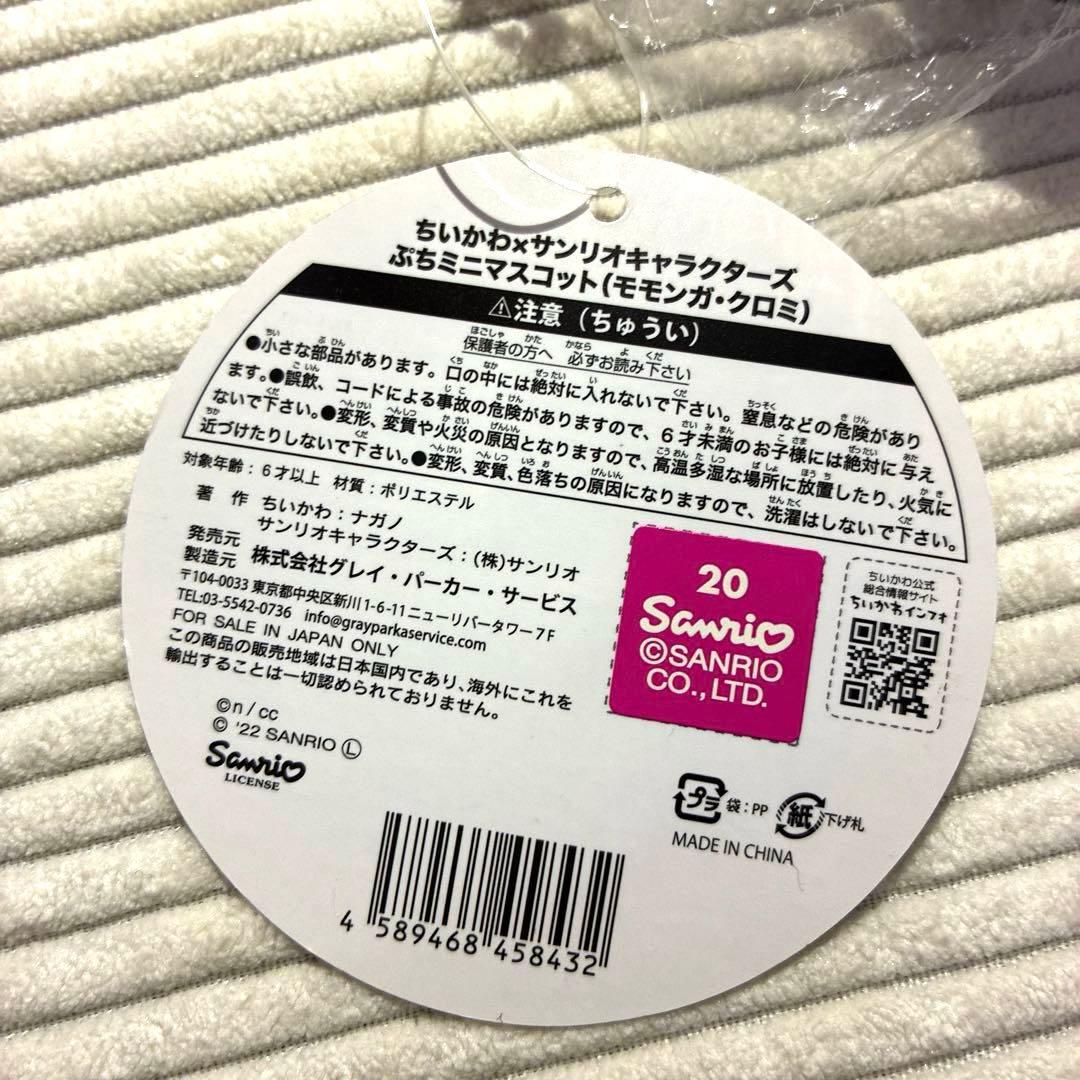 ちいかわ×サンリオキャラクターズ
ぷちミニマスコット(モモンガ・クロミ)
⚠注意(ちゅうい)
保護者の方へ 必ずお読み下さい
●小さな部品があります。口の中には絶対に入れないで下さい。窒息などの危険があり
ます。●誤飲、コードによる事故の危険がありますので、6才未満のお子様には絶対に与え
ないで下さい。●変形、変質や火災の原因となりますので、高温多湿な場所に放置したり、火気に
近づけたりしないで下さい。●変形、変質、色落ちの原因になりますので、洗濯はしないで下さい。
対象年齢:6才以上 材質:ポリエステル
著 作 ちいかわ:ナガノ
サンリオキャラクターズ:(株)サンリオ
発売元
製造元 株式会社グレイ・パーカー・サービス
〒104-0033 東京都中央区新川1-6-11ニューリバータワー7F
TEL:03-5542-0736 info@grayparkaservice.com
FOR SALE IN JAPAN ONLY
この商品の販売地域は日本国内であり、海外にこれを
輸出することは一切認められておりません。
©n / cc
© '22 SANRIO Ⓛ
Sanrio
LICENSE
20
Sanrio
©SANRIO
CO., LTD.
ちいかわ公式
総合情報サイト
ちいかわインフォ
プラ 袋:PP 紙 下げ札
MADE IN CHINA
4 589468 458432